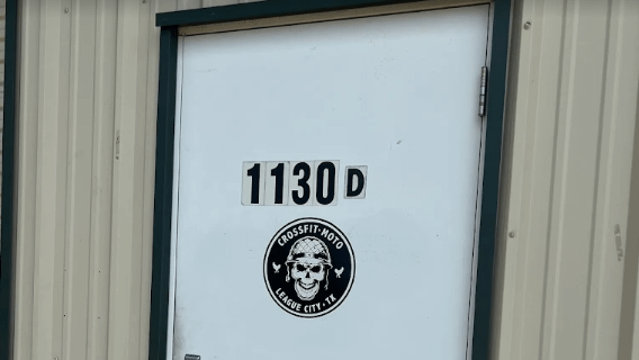 1130 D
CROSSFIT·MOTO
LEAGUE CITY·TX